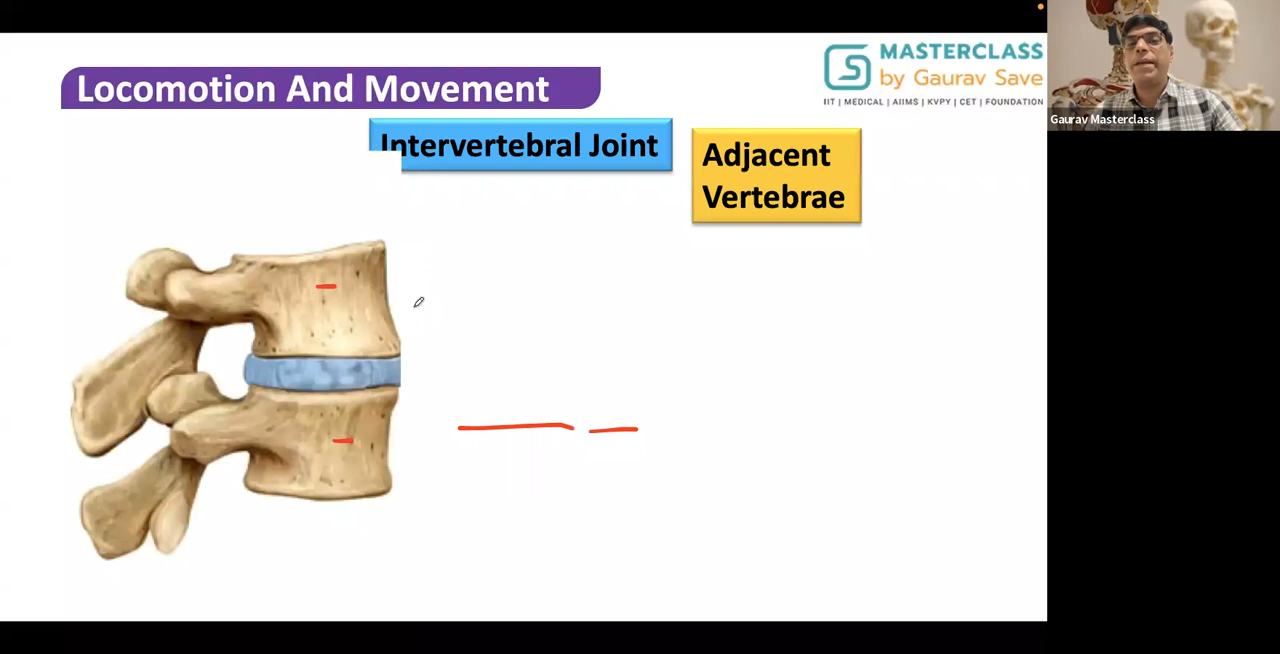 Locomotion And Movement
MASTERCLASS
by Gaurav Save
IIT | MEDICAL | AIIMS | KVPY | CET | FOUNDATION
Gaurav Masterclass
Intervertebral Joint
Adjacent
Vertebrae